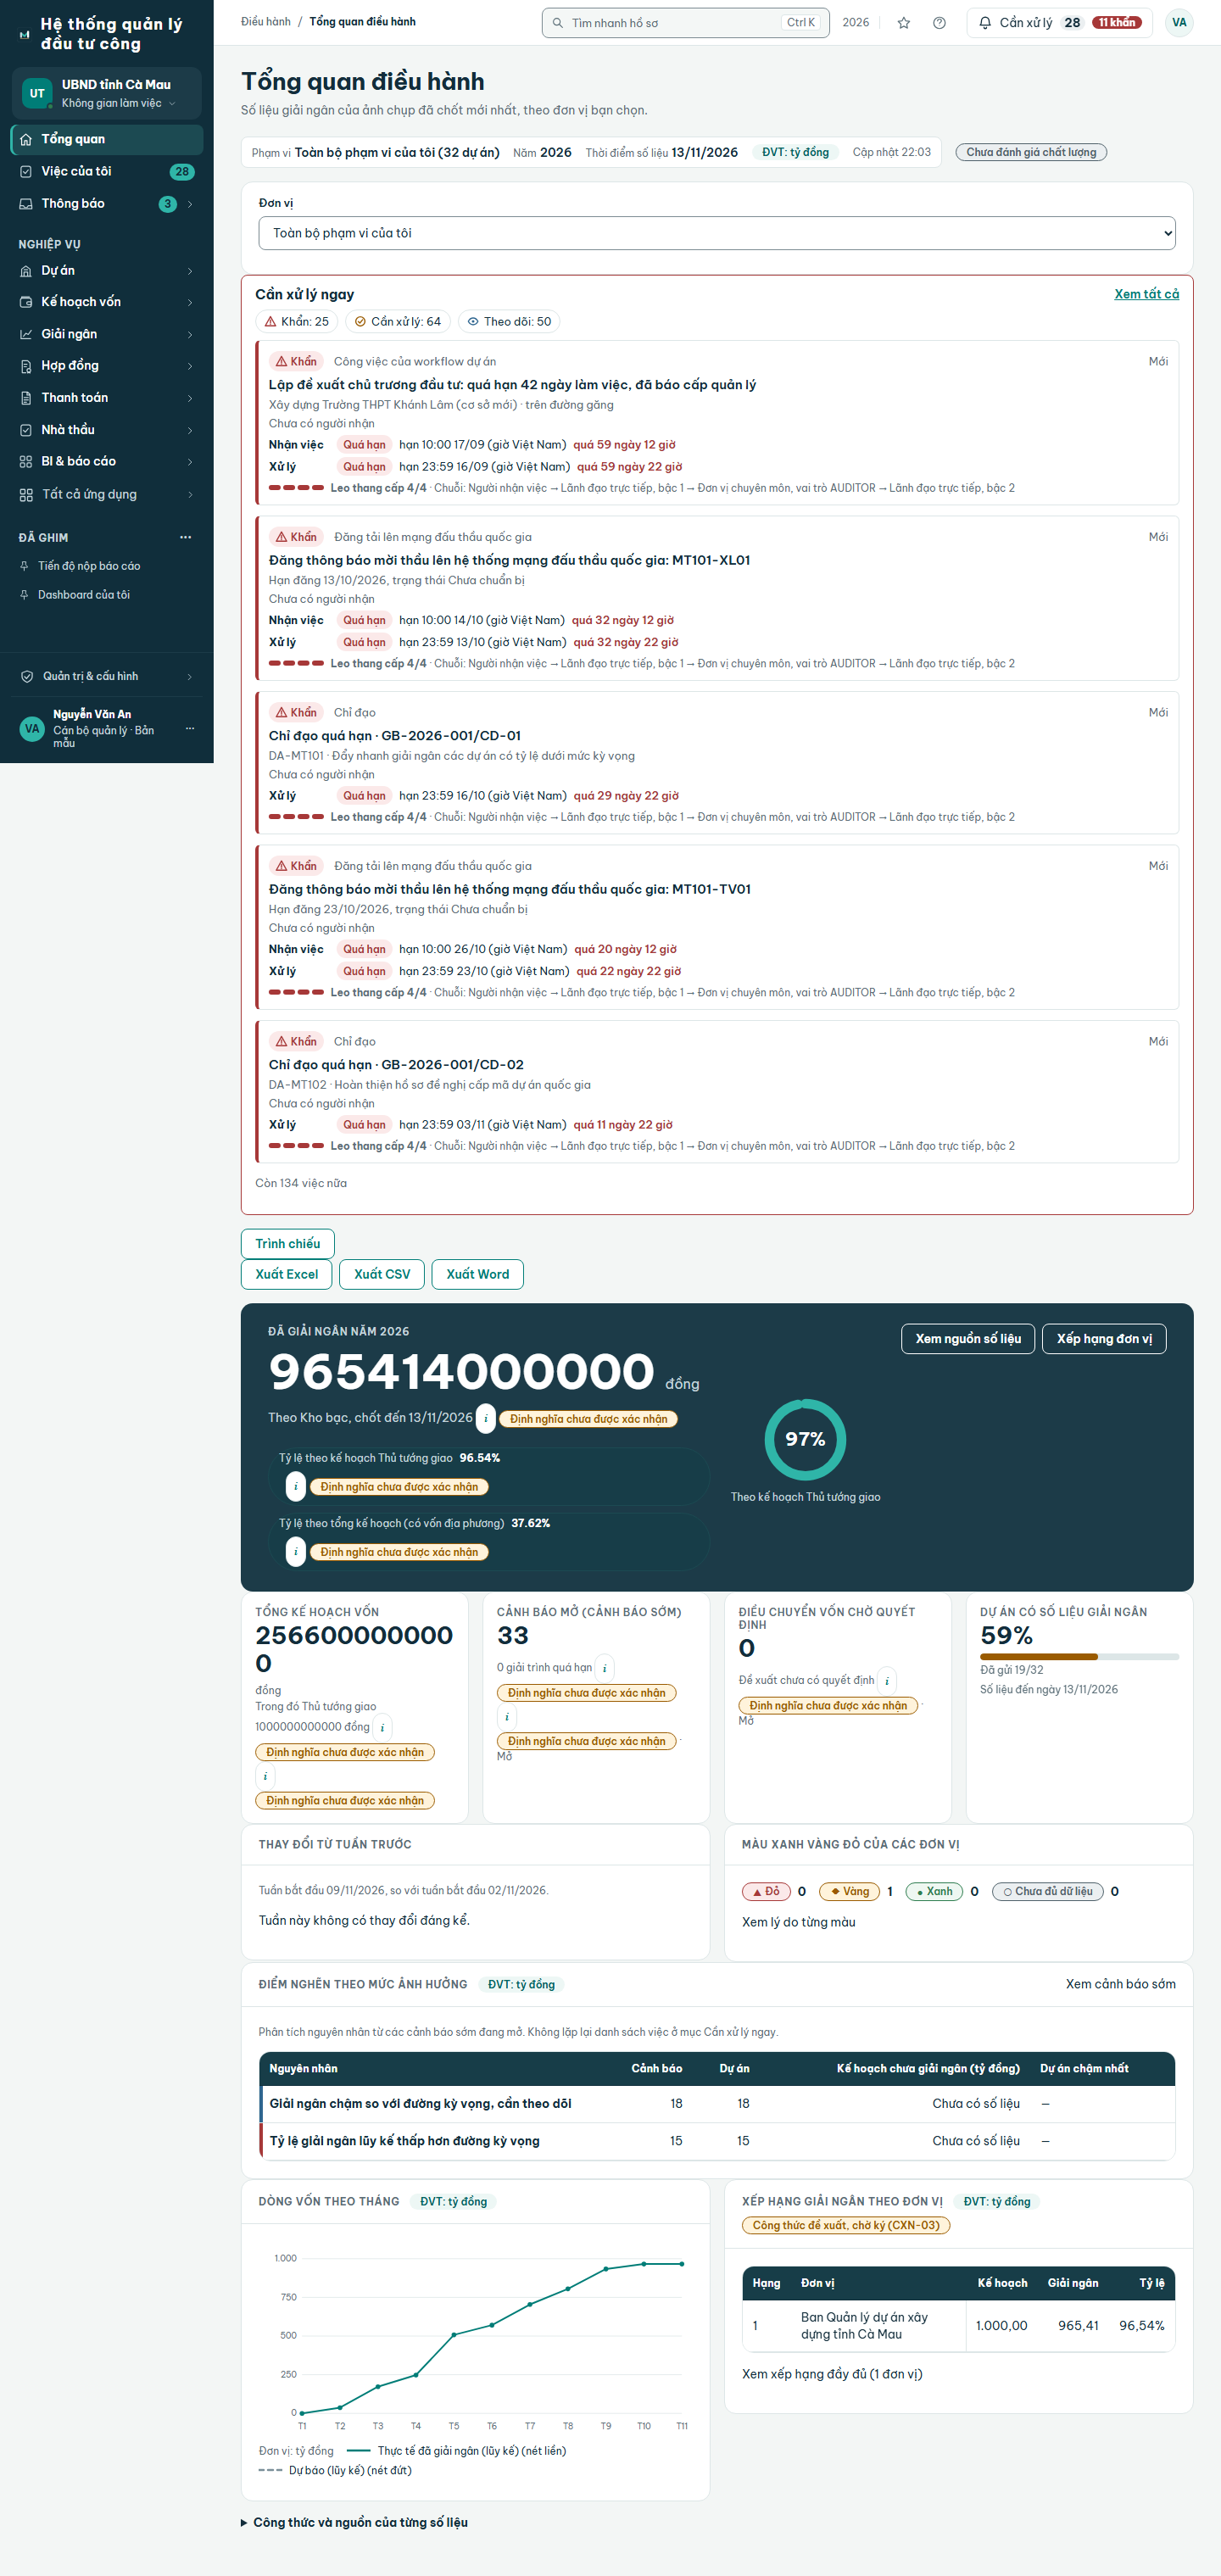 Hệ thống quản lý
đầu tư công
UT
UBND tỉnh Cà Mau
Không gian làm việc
Tổng quan
Việc của tôi 28
Thông báo 3
NGHIỆP VỤ
Dự án
Kế hoạch vốn
Giải ngân
Hợp đồng
Thanh toán
Nhà thầu
BI & báo cáo
Tất cả ứng dụng
ĐÃ GHIM ···
Tiến độ nộp báo cáo
Dashboard của tôi
Quản trị & cấu hình
VA
Nguyễn Văn An
Cán bộ quản lý · Bản
mẫu
···
Điều hành / Tổng quan điều hành
Tìm nhanh hồ sơ Ctrl K
2026
Cần xử lý 28 11 khẩn
VA
Tổng quan điều hành
Số liệu giải ngân của ảnh chụp đã chốt mới nhất, theo đơn vị bạn chọn.
Phạm vi Toàn bộ phạm vi của tôi (32 dự án) Năm 2026 Thời điểm số liệu 13/11/2026 ĐVT: tỷ đồng Cập nhật 22:03 Chưa đánh giá chất lượng
Đơn vị
Toàn bộ phạm vi của tôi
Cần xử lý ngay Xem tất cả
Khẩn: 25 Cần xử lý: 64 Theo dõi: 50
Khẩn Công việc của workflow dự án Mới
Lập đề xuất chủ trương đầu tư: quá hạn 42 ngày làm việc, đã báo cấp quản lý
Xây dựng Trường THPT Khánh Lâm (cơ sở mới) · trên đường găng
Chưa có người nhận
Nhận việc Quá hạn hạn 10:00 17/09 (giờ Việt Nam) quá 59 ngày 12 giờ
Xử lý Quá hạn hạn 23:59 16/09 (giờ Việt Nam) quá 59 ngày 22 giờ
Leo thang cấp 4/4 · Chuỗi: Người nhận việc → Lãnh đạo trực tiếp, bậc 1 → Đơn vị chuyên môn, vai trò AUDITOR → Lãnh đạo trực tiếp, bậc 2
Khẩn Đăng tải lên mạng đấu thầu quốc gia Mới
Đăng thông báo mời thầu lên hệ thống mạng đấu thầu quốc gia: MT101-XL01
Hạn đăng 13/10/2026, trạng thái Chưa chuẩn bị
Chưa có người nhận
Nhận việc Quá hạn hạn 10:00 14/10 (giờ Việt Nam) quá 32 ngày 12 giờ
Xử lý Quá hạn hạn 23:59 13/10 (giờ Việt Nam) quá 32 ngày 22 giờ
Leo thang cấp 4/4 · Chuỗi: Người nhận việc → Lãnh đạo trực tiếp, bậc 1 → Đơn vị chuyên môn, vai trò AUDITOR → Lãnh đạo trực tiếp, bậc 2
Khẩn Chỉ đạo Mới
Chỉ đạo quá hạn · GB-2026-001/CD-01
DA-MT101 · Đẩy nhanh giải ngân các dự án có tỷ lệ dưới mức kỳ vọng
Chưa có người nhận
Xử lý Quá hạn hạn 23:59 16/10 (giờ Việt Nam) quá 29 ngày 22 giờ
Leo thang cấp 4/4 · Chuỗi: Người nhận việc → Lãnh đạo trực tiếp, bậc 1 → Đơn vị chuyên môn, vai trò AUDITOR → Lãnh đạo trực tiếp, bậc 2
Khẩn Đăng tải lên mạng đấu thầu quốc gia Mới
Đăng thông báo mời thầu lên hệ thống mạng đấu thầu quốc gia: MT101-TV01
Hạn đăng 23/10/2026, trạng thái Chưa chuẩn bị
Chưa có người nhận
Nhận việc Quá hạn hạn 10:00 26/10 (giờ Việt Nam) quá 20 ngày 12 giờ
Xử lý Quá hạn hạn 23:59 23/10 (giờ Việt Nam) quá 22 ngày 22 giờ
Leo thang cấp 4/4 · Chuỗi: Người nhận việc → Lãnh đạo trực tiếp, bậc 1 → Đơn vị chuyên môn, vai trò AUDITOR → Lãnh đạo trực tiếp, bậc 2
Khẩn Chỉ đạo Mới
Chỉ đạo quá hạn · GB-2026-001/CD-02
DA-MT102 · Hoàn thiện hồ sơ đề nghị cấp mã dự án quốc gia
Chưa có người nhận
Xử lý Quá hạn hạn 23:59 03/11 (giờ Việt Nam) quá 11 ngày 22 giờ
Leo thang cấp 4/4 · Chuỗi: Người nhận việc → Lãnh đạo trực tiếp, bậc 1 → Đơn vị chuyên môn, vai trò AUDITOR → Lãnh đạo trực tiếp, bậc 2
Còn 134 việc nữa
Trình chiếu
Xuất Excel Xuất CSV Xuất Word
ĐÃ GIẢI NGÂN NĂM 2026
Xem nguồn số liệu Xếp hạng đơn vị
965414000000 đồng
Theo Kho bạc, chốt đến 13/11/2026 i Định nghĩa chưa được xác nhận
Tỷ lệ theo kế hoạch Thủ tướng giao 96.54%
i Định nghĩa chưa được xác nhận
Tỷ lệ theo tổng kế hoạch (có vốn địa phương) 37.62%
i Định nghĩa chưa được xác nhận
97%
Theo kế hoạch Thủ tướng giao
TỔNG KẾ HOẠCH VỐN
256600000000
0
đồng
Trong đó Thủ tướng giao
1000000000000 đồng i
Định nghĩa chưa được xác nhận
i
Định nghĩa chưa được xác nhận
CẢNH BÁO MỞ (CẢNH BÁO SỚM)
33
0 giải trình quá hạn i
Định nghĩa chưa được xác nhận
i
Định nghĩa chưa được xác nhận ·
Mở
ĐIỀU CHUYỂN VỐN CHỜ QUYẾT
ĐỊNH
0
Đề xuất chưa có quyết định i
Định nghĩa chưa được xác nhận ·
Mở
DỰ ÁN CÓ SỐ LIỆU GIẢI NGÂN
59%
Đã gửi 19/32
Số liệu đến ngày 13/11/2026
THAY ĐỔI TỪ TUẦN TRƯỚC
Tuần bắt đầu 09/11/2026, so với tuần bắt đầu 02/11/2026.
Tuần này không có thay đổi đáng kể.
MÀU XANH VÀNG ĐỎ CỦA CÁC ĐƠN VỊ
Đỏ 0 Vàng 1 Xanh 0 Chưa đủ dữ liệu 0
Xem lý do từng màu
ĐIỂM NGHẼN THEO MỨC ẢNH HƯỞNG ĐVT: tỷ đồng Xem cảnh báo sớm
Phân tích nguyên nhân từ các cảnh báo sớm đang mở. Không lặp lại danh sách việc ở mục Cần xử lý ngay.
Nguyên nhân Cảnh báo Dự án Kế hoạch chưa giải ngân (tỷ đồng) Dự án chậm nhất
Giải ngân chậm so với đường kỳ vọng, cần theo dõi 18 18 Chưa có số liệu —
Tỷ lệ giải ngân lũy kế thấp hơn đường kỳ vọng 15 15 Chưa có số liệu —
DÒNG VỐN THEO THÁNG ĐVT: tỷ đồng
1.000
750
500
250
0
T1 T2 T3 T4 T5 T6 T7 T8 T9 T10 T11
Đơn vị: tỷ đồng Thực tế đã giải ngân (lũy kế) (nét liền)
Dự báo (lũy kế) (nét đứt)
XẾP HẠNG GIẢI NGÂN THEO ĐƠN VỊ ĐVT: tỷ đồng
Công thức đề xuất, chờ ký (CXN-03)
Hạng Đơn vị Kế hoạch Giải ngân Tỷ lệ
1 Ban Quản lý dự án xây
dựng tỉnh Cà Mau 1.000,00 965,41 96,54%
Xem xếp hạng đầy đủ (1 đơn vị)
Công thức và nguồn của từng số liệu